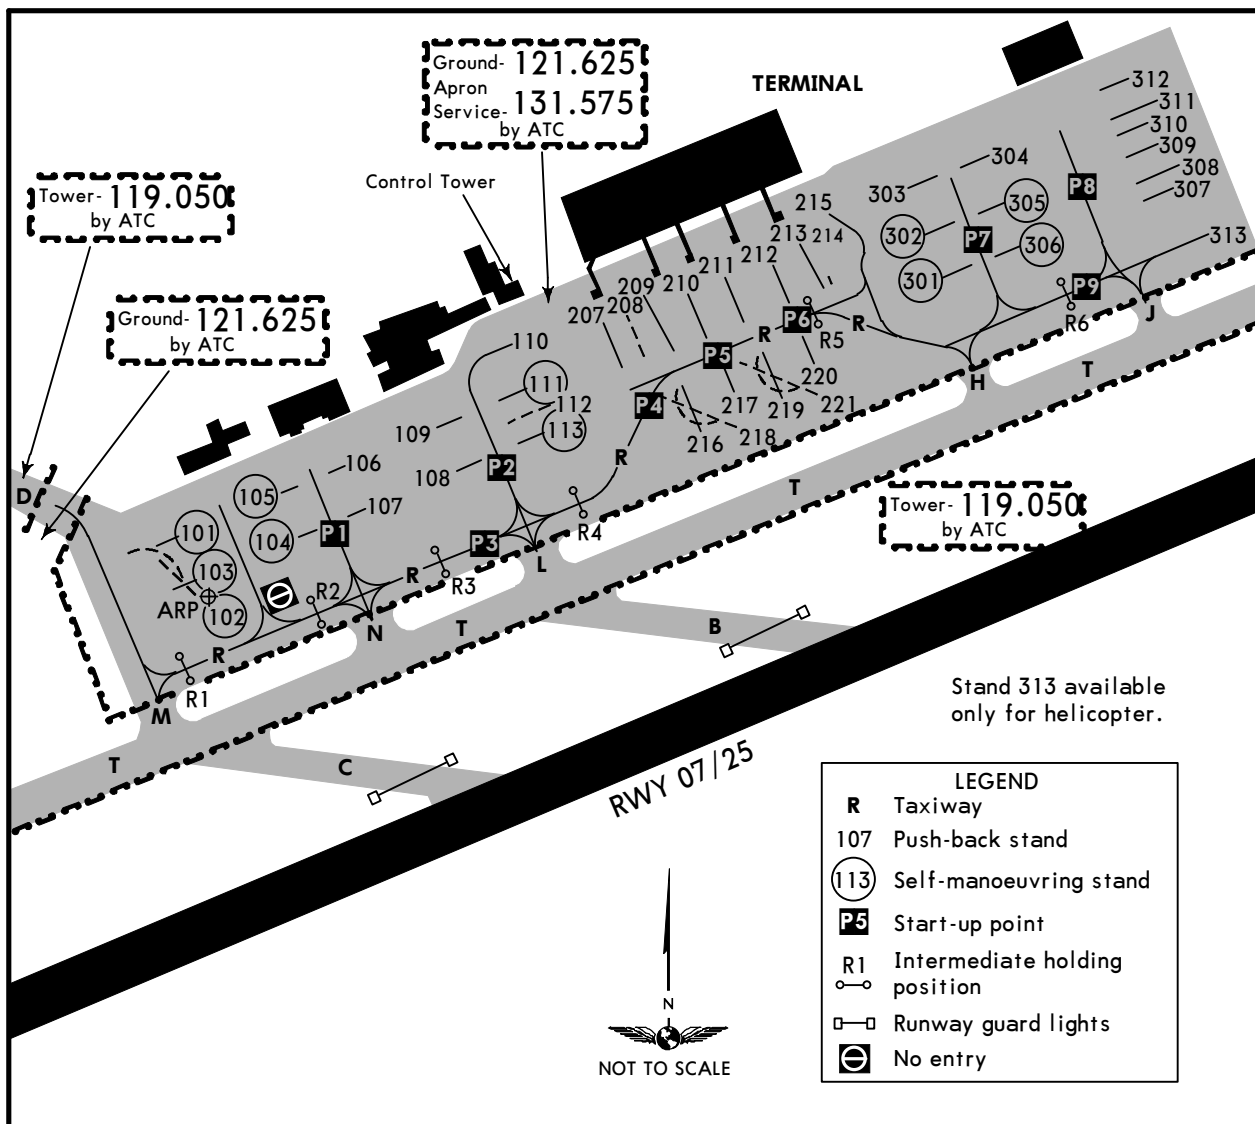 Ground- 121.625
Apron
Service- 131.575
by ATC
TERMINAL
Control Tower
Tower- 119.050
by ATC
Ground- 121.625
by ATC
312
311
310
309
308
307
313
304
303
305
302
306
301
P8
P7
P9
R6
J
215
213
214
212
211
210
209
208
207
P6
R5
R
R
P5
P4
220
221
219
217
218
216
H
T
110
111
112
113
109
108
P2
R
106
105
107
104
P1
101
103
102
ARP
D
R2
R
R3
P3
L
R4
T
Tower- 119.050
by ATC
R
R1
M
N
T
B
T
C
RWY 07/25
Stand 313 available
only for helicopter.
LEGEND
R Taxiway
107 Push-back stand
113 Self-manoeuvring stand
P5 Start-up point
R1 Intermediate holding
position
Runway guard lights
No entry
N
NOT TO SCALE